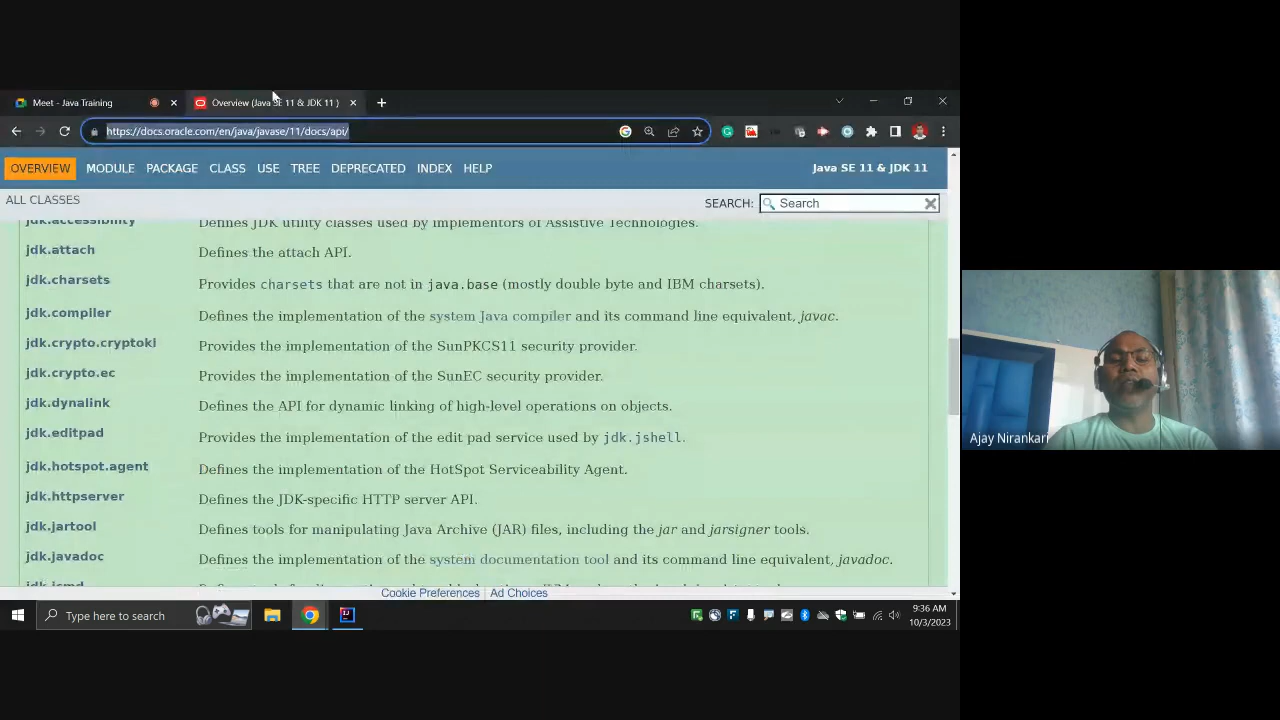 Meet - Java Training
Overview (Java SE 11 & JDK 11 )
https://docs.oracle.com/en/java/javase/11/docs/api/
OVERVIEW MODULE PACKAGE CLASS USE TREE DEPRECATED INDEX HELP
Java SE 11 & JDK 11
ALL CLASSES
SEARCH: Search
jdk.accessibility Defines JDK utility classes used by implementors of Assistive Technologies.
jdk.attach Defines the attach API.
jdk.charsets Provides charsets that are not in java.base (mostly double byte and IBM charsets).
jdk.compiler Defines the implementation of the system Java compiler and its command line equivalent, javac.
jdk.crypto.cryptoki Provides the implementation of the SunPKCS11 security provider.
jdk.crypto.ec Provides the implementation of the SunEC security provider.
jdk.dynalink Defines the API for dynamic linking of high-level operations on objects.
jdk.editpad Provides the implementation of the edit pad service used by jdk.jshell.
jdk.hotspot.agent Defines the implementation of the HotSpot Serviceability Agent.
jdk.httpserver Defines the JDK-specific HTTP server API.
jdk.jartool Defines tools for manipulating Java Archive (JAR) files, including the jar and jarsigner tools.
jdk.javadoc Defines the implementation of the system documentation tool and its command line equivalent, javadoc.
Cookie Preferences Ad Choices
Type here to search
9:36 AM
10/3/2023
Ajay Nirankari